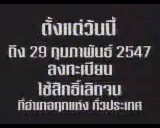 ตั้งแต่วันนี้
ถึง 29 กุมภาพันธ์ 2547
ลงทะเบียน
ใช้สิทธิ์เลิกจน
ที่อำเภอทุกแห่ง ทั่วประเทศ